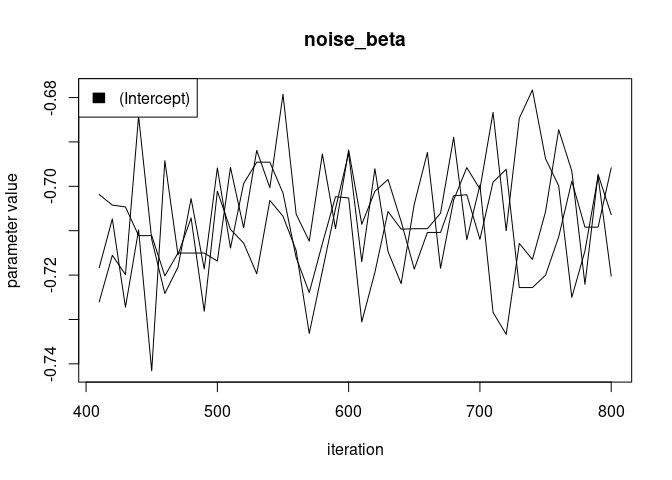 noise_beta
(Intercept)
parameter value
-0.68
-0.70
-0.72
-0.74
400 500 600 700 800
iteration